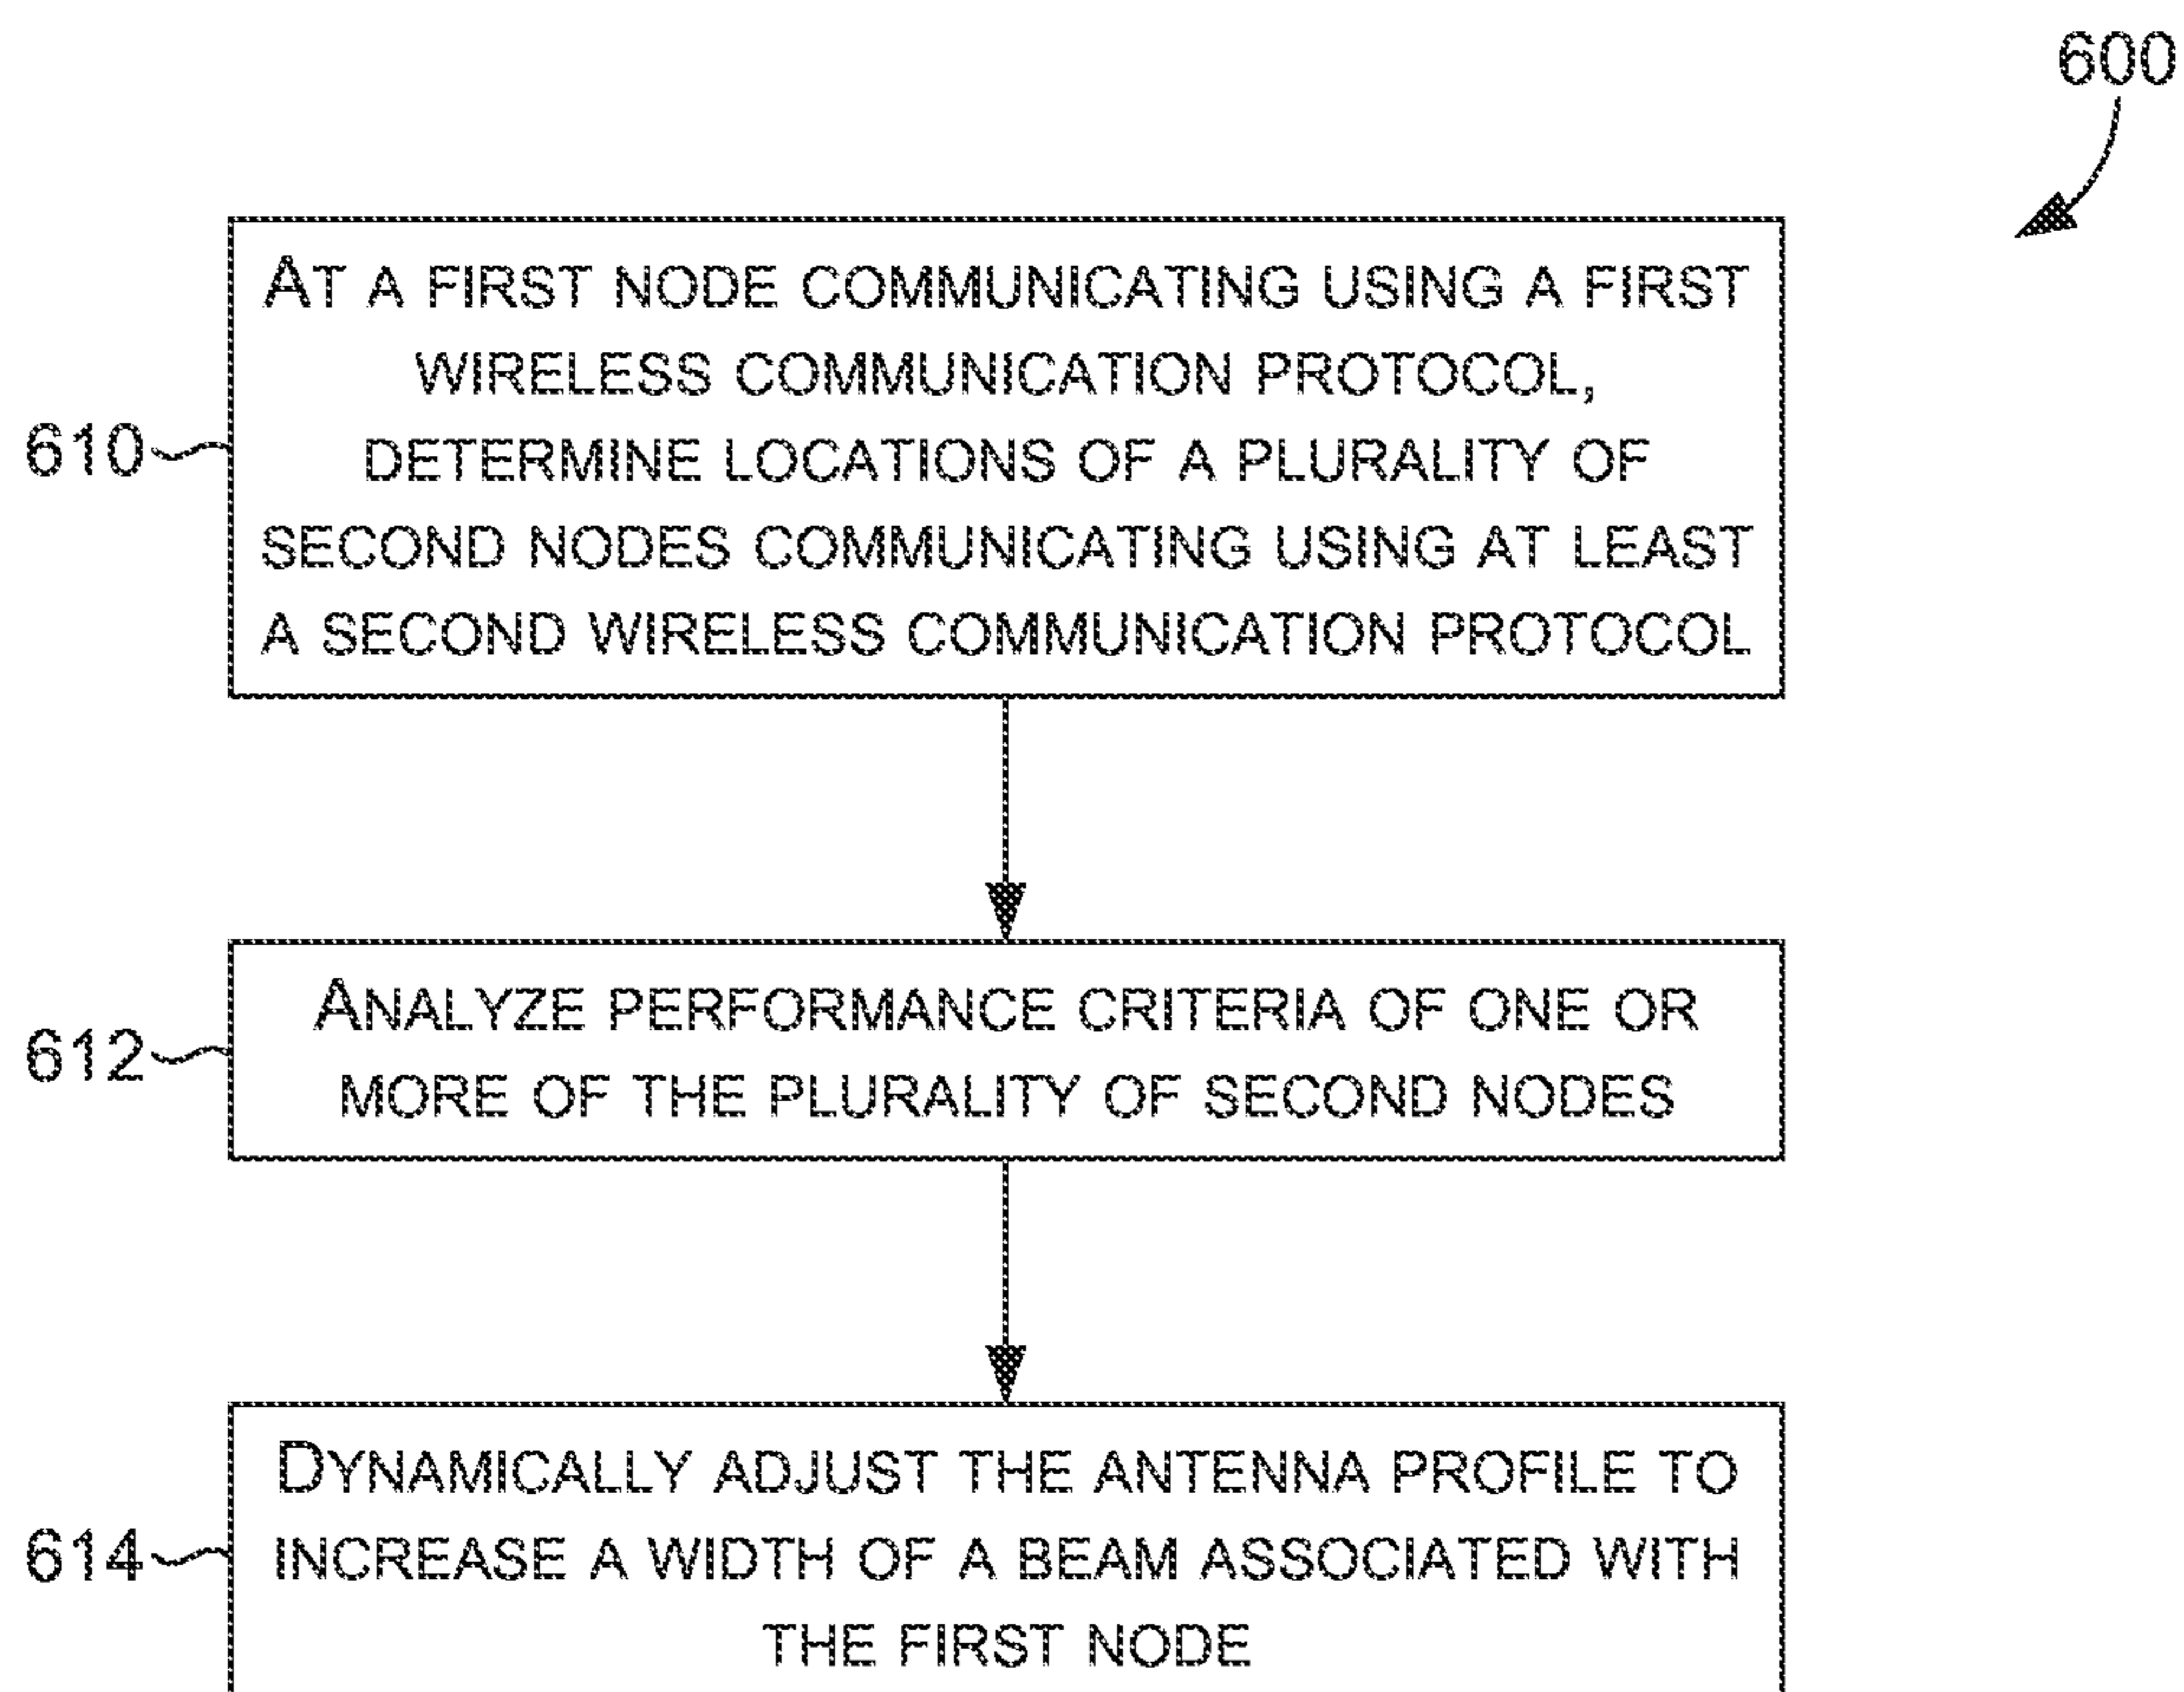 600
AT A FIRST NODE COMMUNICATING USING A FIRST
WIRELESS COMMUNICATION PROTOCOL,
DETERMINE LOCATIONS OF A PLURALITY OF
610
SECOND NODES COMMUNICATING USING AT LEAST
A SECOND WIRELESS COMMUNICATION PROTOCOL
ANALYZE PERFORMANCE CRITERIA OF ONE OR
612
MORE OF THE PLURALITY OF SECOND NODES
DYNAMICALLY ADJUST THE ANTENNA PROFILE TO
614
INCREASE A WIDTH OF A BEAM ASSOCIATED WITH
THE FIRST NODE